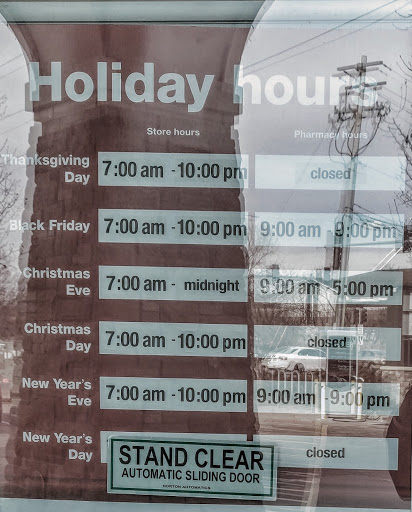 Holiday hours
Store hours Pharmacy hours
Thanksgiving Day 7:00 am - 10:00 pm closed
Black Friday 7:00 am - 10:00 pm 9:00 am - 9:00 pm
Christmas Eve 7:00 am - midnight 9:00 am - 5:00 pm
Christmas Day 7:00 am - 10:00 pm closed
New Year's Eve 7:00 am - 10:00 pm 9:00 am - 9:00 pm
New Year's Day closed
STAND CLEAR
AUTOMATIC SLIDING DOOR
HORTON AUTOMATICS